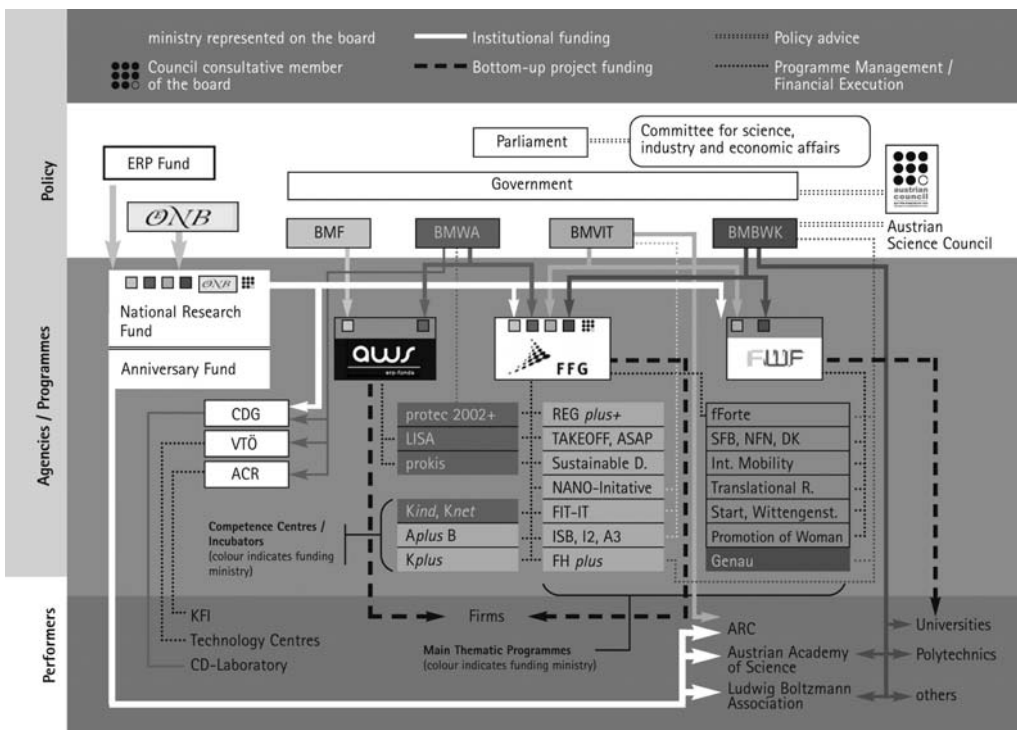 ministry represented on the board
Institutional funding
Policy advice
Council consultative member
of the board
Bottom-up project funding
Programme Management /
Financial Execution
Policy
Parliament
Committee for science,
industry and economic affairs
ERP Fund
Government
austrian
council
ONB
BMF
BMWA
BMVIT
BMBWK
Austrian
Science Council
Agencies / Programmes
ONB
National Research
Fund
Anniversary Fund
aws
erp-fonds
FFG
FWF
CDG
VTÖ
ACR
protec 2002+
LISA
prokis
REG plus+
TAKEOFF, ASAP
Sustainable D.
NANO-Initative
FIT-IT
ISB, I2, A3
FH plus
fForte
SFB, NFN, DK
Int. Mobility
Translational R.
Start, Wittengenst.
Promotion of Woman
Genau
Competence Centres /
Incubators
(colour indicates funding
ministry)
Kind, Knet
Aplus B
Kplus
Performers
KFI
Technology Centres
CD-Laboratory
Firms
Main Thematic Programmes
(colour indicates funding ministry)
ARC
Austrian Academy
of Science
Ludwig Boltzmann
Association
Universities
Polytechnics
others